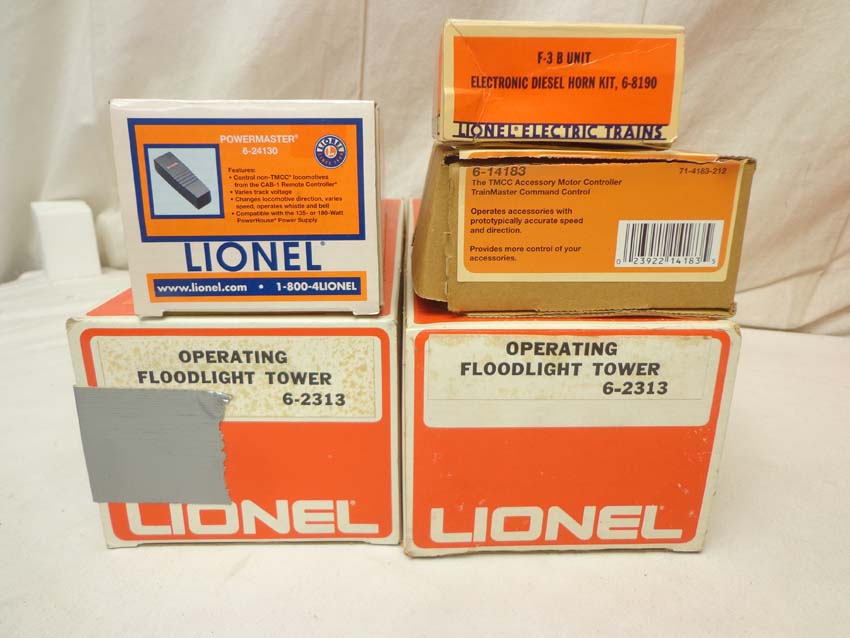 F-3 B UNIT
ELECTRONIC DIESEL HORN KIT, 6-8190
LIONEL ELECTRIC TRAINS
POWERMASTER®
6-24130
LIONEL
Features:
• Control non-TMCC® locomotives
from the CAB-1 Remote Controller®
• Varies track voltage
• Changes locomotive direction, varies
speed, operates whistle and bell
• Compatible with the 135- or 180-Watt
PowerHouse® Power Supply
LIONEL®
www.lionel.com • 1-800-4LIONEL
6-14183
71-4183-212
The TMCC Accessory Motor Controller
TrainMaster Command Control
Operates accessories with
prototypically accurate speed
and direction.
Provides more control of your
accessories.
0 23922 14183 5
OPERATING
FLOODLIGHT TOWER
6-2313
LIONEL®
OPERATING
FLOODLIGHT TOWER
6-2313
LIONEL®